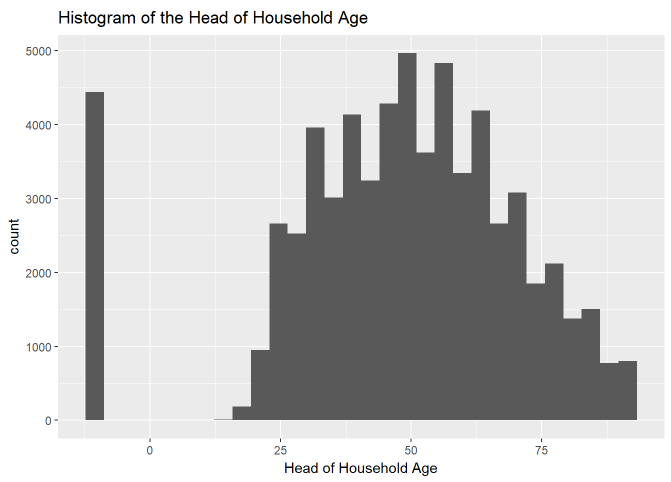 Histogram of the Head of Household Age
5000
4000
3000
2000
1000
0
count
0 25 50 75
Head of Household Age